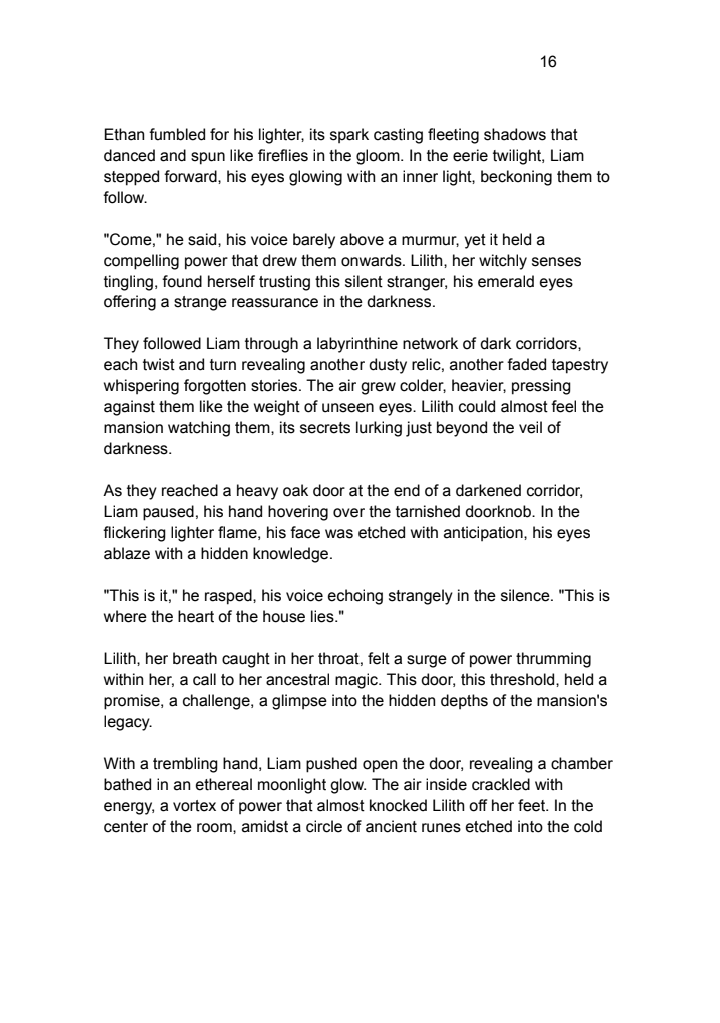 16
Ethan fumbled for his lighter, its spark casting fleeting shadows that
danced and spun like fireflies in the gloom. In the eerie twilight, Liam
stepped forward, his eyes glowing with an inner light, beckoning them to
follow.
"Come," he said, his voice barely above a murmur, yet it held a
compelling power that drew them onwards. Lilith, her witchly senses
tingling, found herself trusting this silent stranger, his emerald eyes
offering a strange reassurance in the darkness.
They followed Liam through a labyrinthine network of dark corridors,
each twist and turn revealing another dusty relic, another faded tapestry
whispering forgotten stories. The air grew colder, heavier, pressing
against them like the weight of unseen eyes. Lilith could almost feel the
mansion watching them, its secrets lurking just beyond the veil of
darkness.
As they reached a heavy oak door at the end of a darkened corridor,
Liam paused, his hand hovering over the tarnished doorknob. In the
flickering lighter flame, his face was etched with anticipation, his eyes
ablaze with a hidden knowledge.
"This is it," he rasped, his voice echoing strangely in the silence. "This is
where the heart of the house lies."
Lilith, her breath caught in her throat, felt a surge of power thrumming
within her, a call to her ancestral magic. This door, this threshold, held a
promise, a challenge, a glimpse into the hidden depths of the mansion's
legacy.
With a trembling hand, Liam pushed open the door, revealing a chamber
bathed in an ethereal moonlight glow. The air inside crackled with
energy, a vortex of power that almost knocked Lilith off her feet. In the
center of the room, amidst a circle of ancient runes etched into the cold